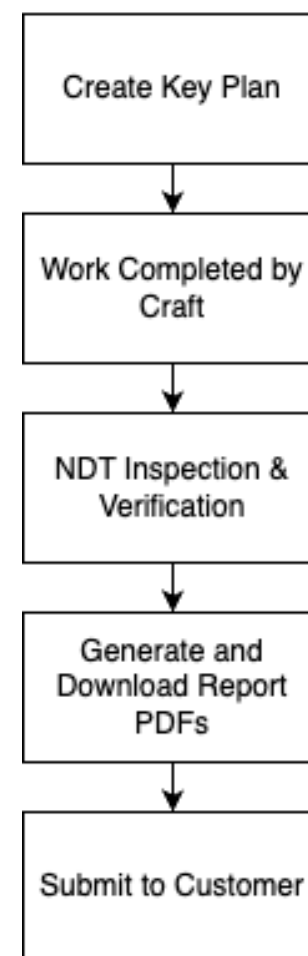 Create Key Plan
Work Completed by
Craft
NDT Inspection &
Verification
Generate and
Download Report
PDFs
Submit to Customer